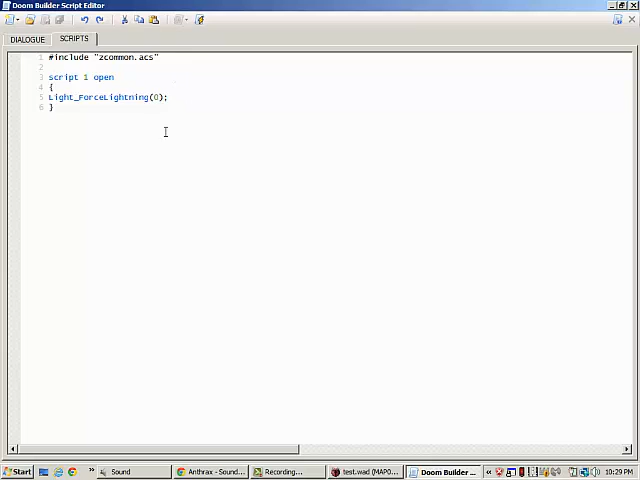 Doom Builder Script Editor
DIALOGUE SCRIPTS
1 #include "zcommon.acs"
2
3 script 1 open
4 {
5 Light_ForceLightning(0);
6 }
Start » Sound Anthrax - Sound... Recording... test.wad (MAP0... Doom Builder ... « 10:29 PM